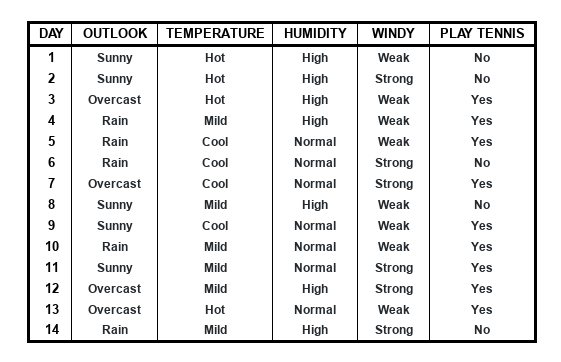 DAY OUTLOOK TEMPERATURE HUMIDITY WINDY PLAY TENNIS
1 Sunny Hot High Weak No
2 Sunny Hot High Strong No
3 Overcast Hot High Weak Yes
4 Rain Mild High Weak Yes
5 Rain Cool Normal Weak Yes
6 Rain Cool Normal Strong No
7 Overcast Cool Normal Strong Yes
8 Sunny Mild High Weak No
9 Sunny Cool Normal Weak Yes
10 Rain Mild Normal Weak Yes
11 Sunny Mild Normal Strong Yes
12 Overcast Mild High Strong Yes
13 Overcast Hot Normal Weak Yes
14 Rain Mild High Strong No